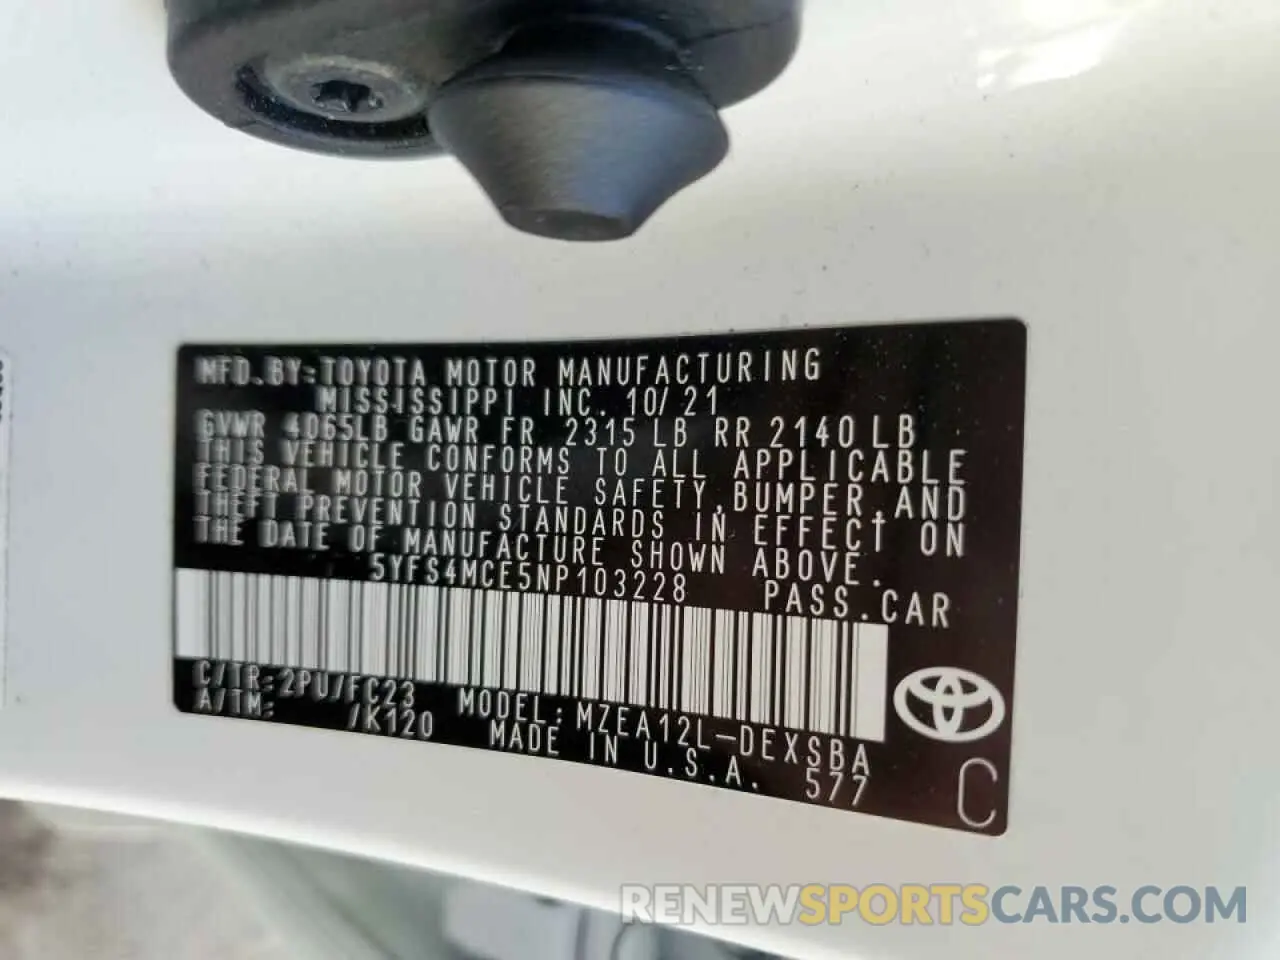 MFD. BY: TOYOTA MOTOR MANUFACTURING
MISSISSIPPI INC. 10/21
GVWR 4065LB GAWR FR 2315 LB RR 2140 LB
THIS VEHICLE CONFORMS TO ALL APPLICABLE
FEDERAL MOTOR VEHICLE SAFETY, BUMPER, AND
THEFT PREVENTION STANDARDS IN EFFECT ON
THE DATE OF MANUFACTURE SHOWN ABOVE.
5YFS4MCE5NP103228 PASS.CAR
C/TR: 2PU/FC23 MODEL: MZEA12L-DEXSBA
A/TM: /K120 MADE IN U.S.A. 577
C
RENEWSPORTSCARS.COM